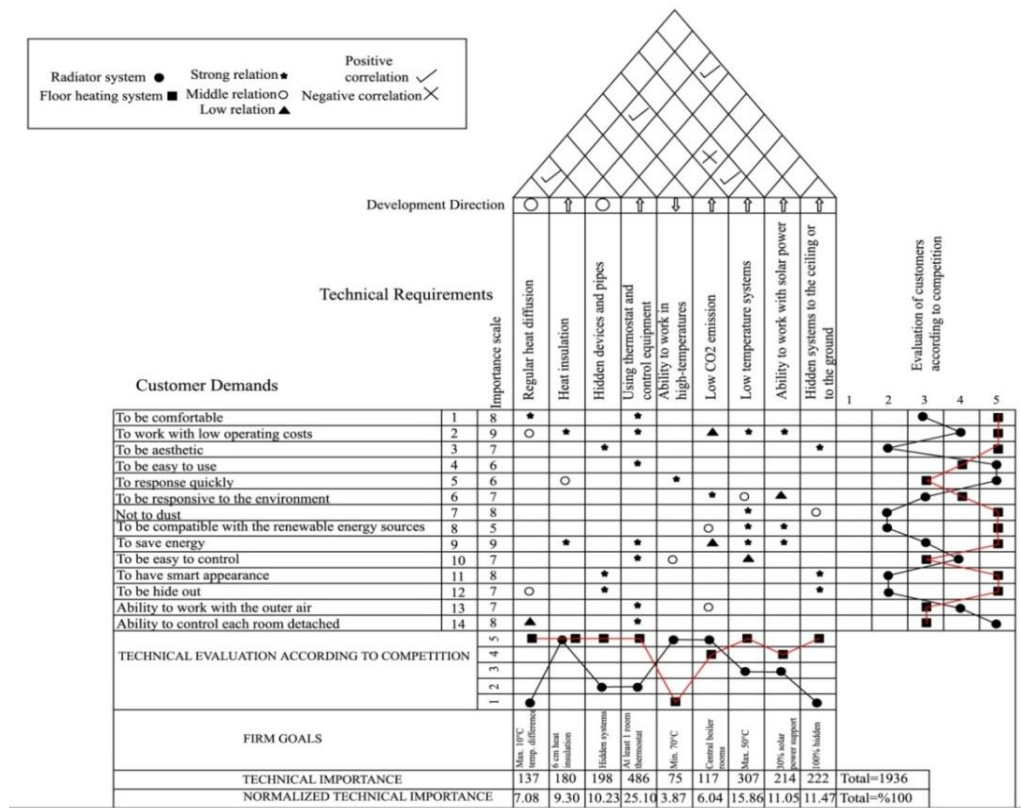 Radiator system
Floor heating system
Strong relation
Middle relation
Low relation
Positive
correlation
Negative correlation
Development Direction
Technical Requirements
Customer Demands
Importance scale
Regular heat diffusion
Heat insulation
Hidden devices and pipes
Using thermostat and
control equipment
Ability to work in
high-temperatures
Low CO2 emission
Low temperature systems
Ability to work with solar power
Hidden systems to the ceiling or
to the ground
Evaluation of customers
according to competition
1 2 3 4 5
To be comfortable 1 8
To work with low operating costs 2 9
To be aesthetic 3 7
To be easy to use 4 6
To response quickly 5 6
To be responsive to the environment 6 7
Not to dust 7 8
To be compatible with the renewable energy sources 8 5
To save energy 9 9
To be easy to control 10 7
To have smart appearance 11 8
To be hide out 12 7
Ability to work with the outer air 13 7
Ability to control each room detached 14 8
TECHNICAL EVALUATION ACCORDING TO COMPETITION
5
4
3
2
1
FIRM GOALS
Max. 10°C
temp. difference
6 cm heat
insulation
Hidden systems
At least 1 room
thermostat
Min. 70°C
Central boiler
rooms
Max. 50°C
30% solar
power support
100% hidden
TECHNICAL IMPORTANCE 137 180 198 486 75 117 307 214 222 Total=1936
NORMALIZED TECHNICAL IMPORTANCE 7.08 9.30 10.23 25.10 3.87 6.04 15.86 11.05 11.47 Total=%100